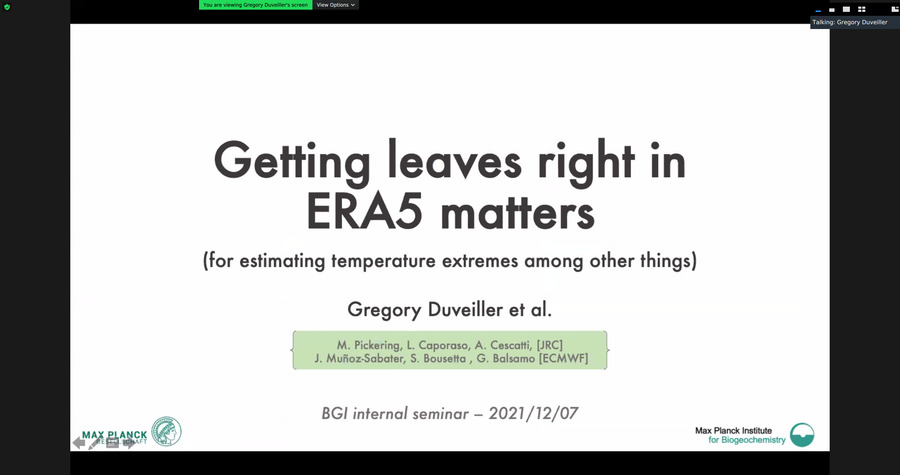 You are viewing Gregory Duveiller's screen
View Options
Talking: Gregory Duveiller
Getting leaves right in
ERA5 matters
(for estimating temperature extremes among other things)
Gregory Duveiller et al.
M. Pickering, L. Caporaso, A. Cescatti, [JRC]
J. Muñoz-Sabater, S. Bousetta , G. Balsamo [ECMWF]
BGI internal seminar – 2021/12/07
MAX PLANCK
Max Planck Institute
for Biogeochemistry